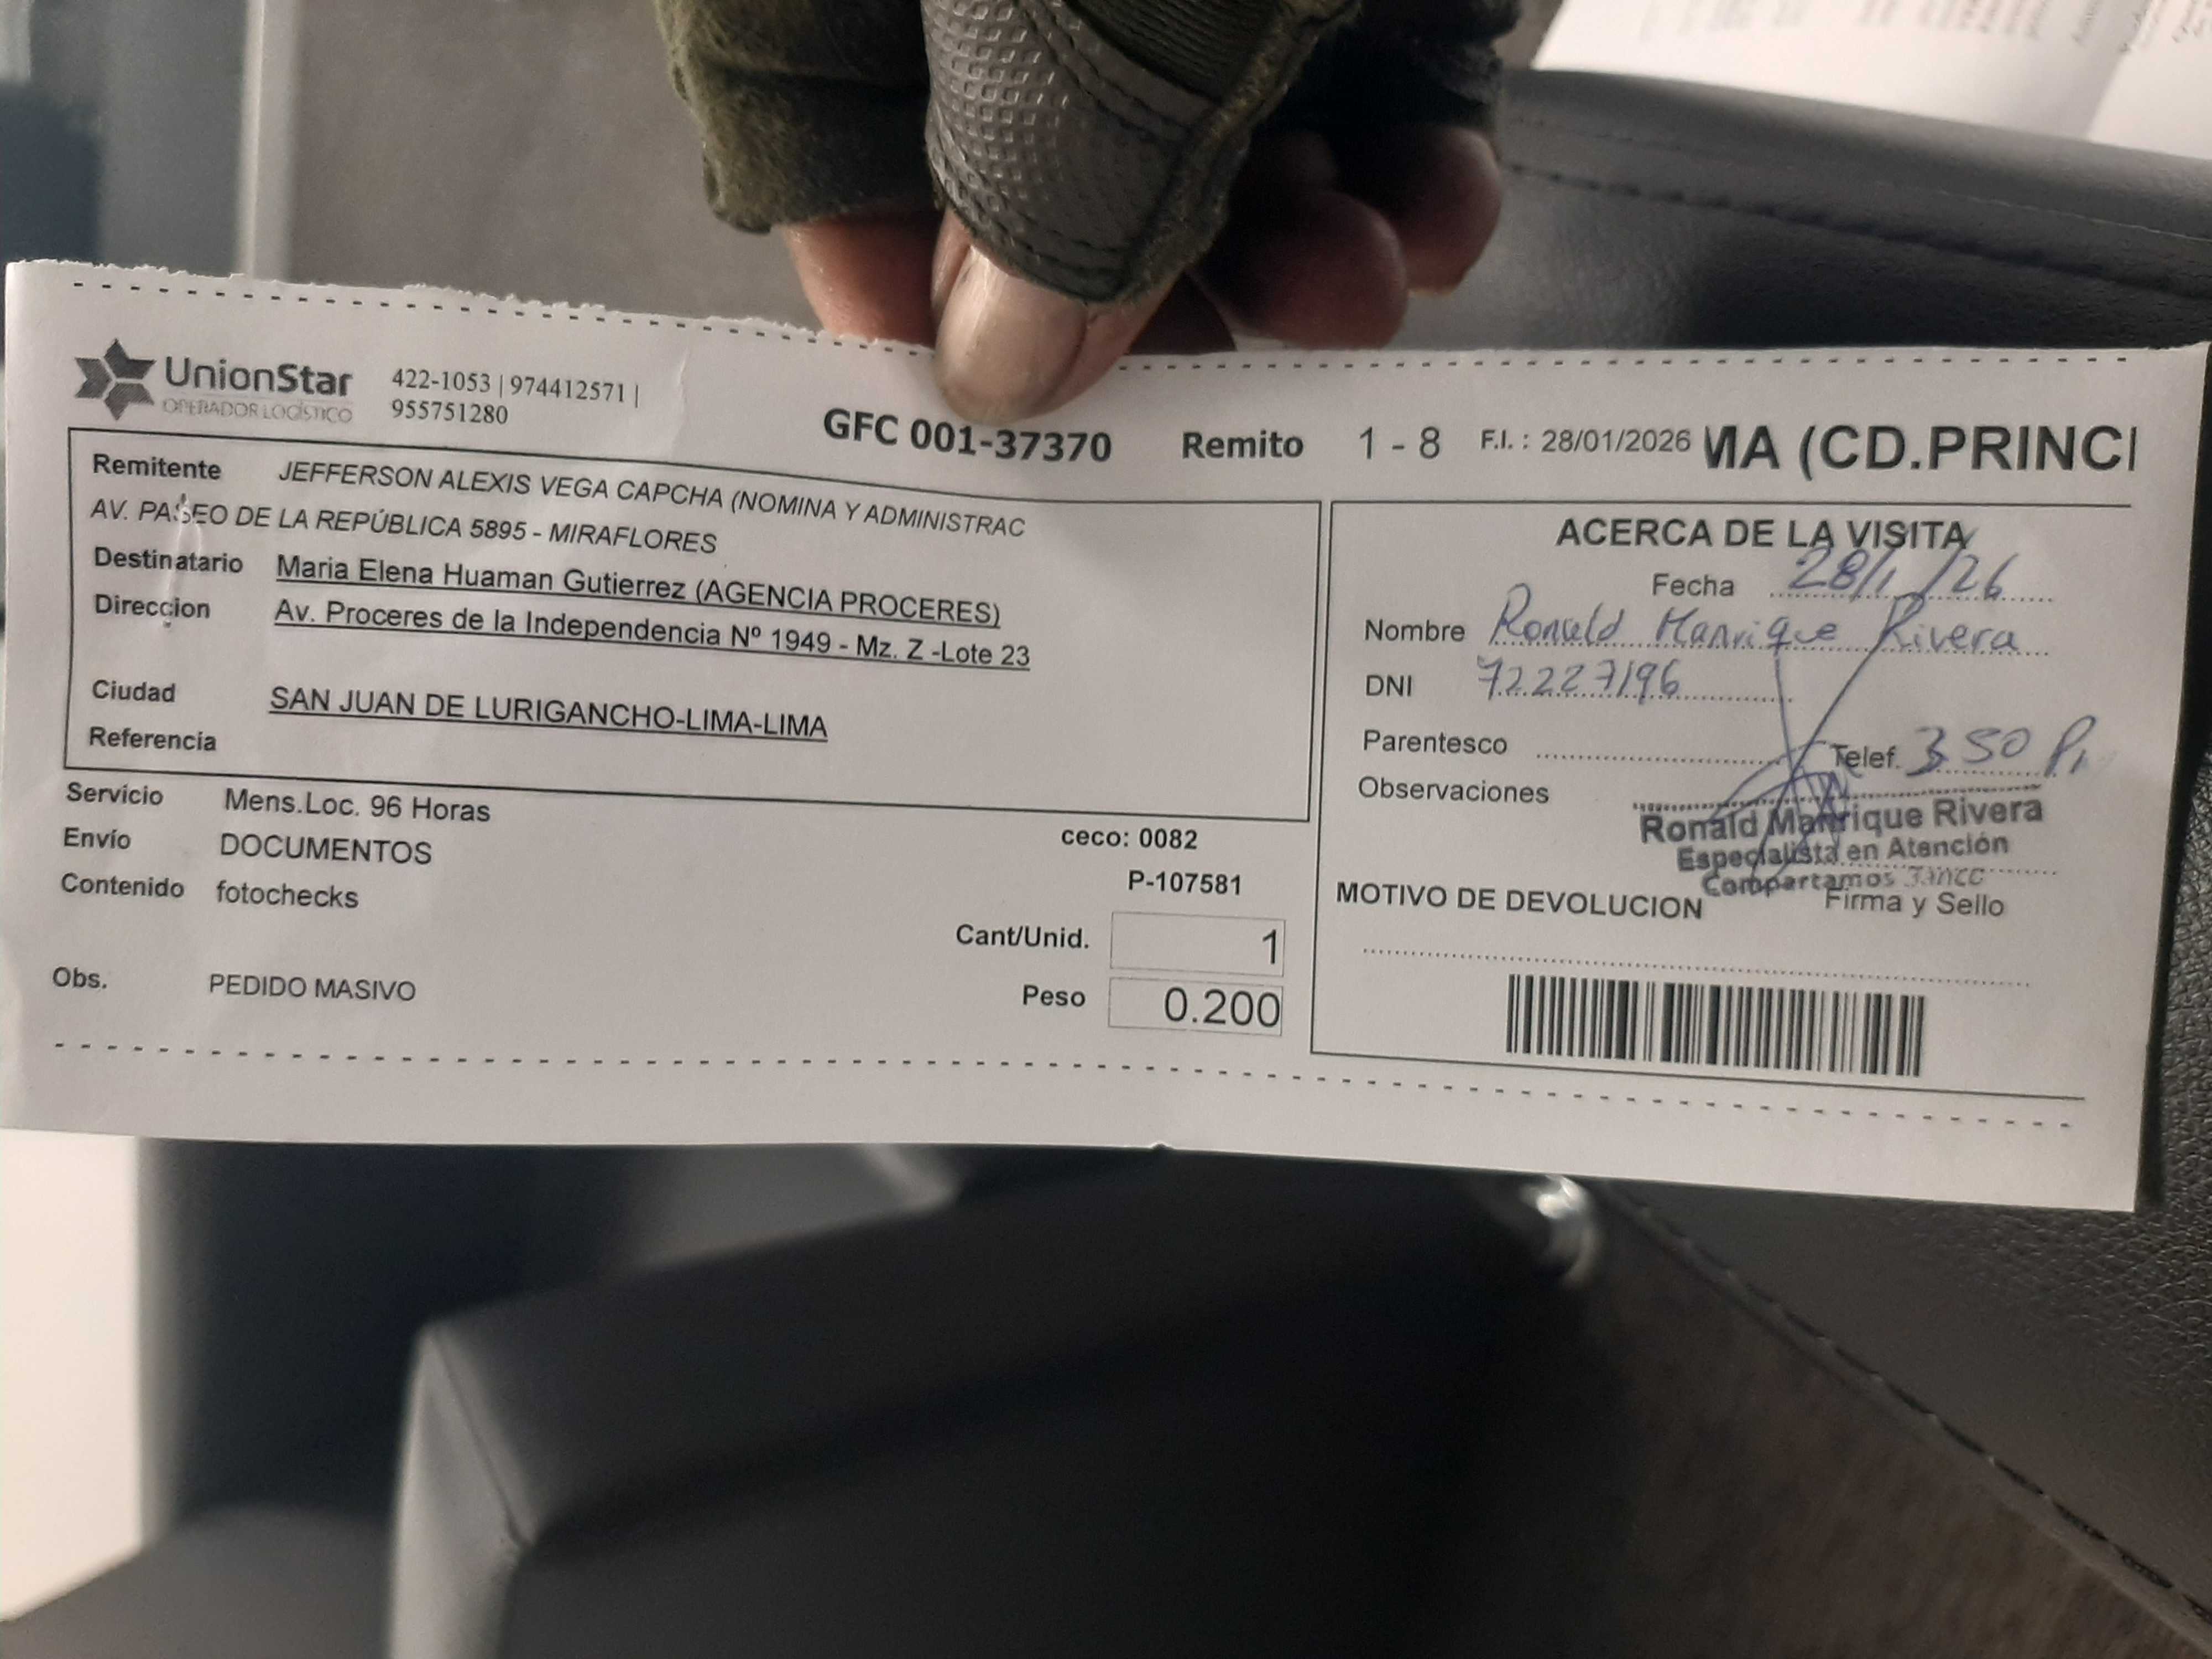 UnionStar
OPERADOR LOGÍSTICO
422-1053 | 974412571 |
955751280
GFC 001-37370 Remito 1 - 8 F.I. : 28/01/2026 MA (CD.PRINCI
Remitente JEFFERSON ALEXIS VEGA CAPCHA (NOMINA Y ADMINISTRAC
AV. PASEO DE LA REPÚBLICA 5895 - MIRAFLORES
Destinatario Maria Elena Huaman Gutierrez (AGENCIA PROCERES)
Direccion Av. Proceres de la Independencia Nº 1949 - Mz. Z -Lote 23
Ciudad SAN JUAN DE LURIGANCHO-LIMA-LIMA
Referencia
Servicio Mens.Loc. 96 Horas
Envío DOCUMENTOS
Contenido fotochecks
ceco: 0082
P-107581
Cant/Unid. 1
Peso 0.200
Obs. PEDIDO MASIVO
ACERCA DE LA VISITA
Fecha 28/1/26
Nombre Ronald Manrique Rivera
DNI 72227196
Parentesco Telef. 3 50 P
Observaciones
Ronald Manrique Rivera
Especialista en Atención
Compartamos
Firma y Sello
MOTIVO DE DEVOLUCION